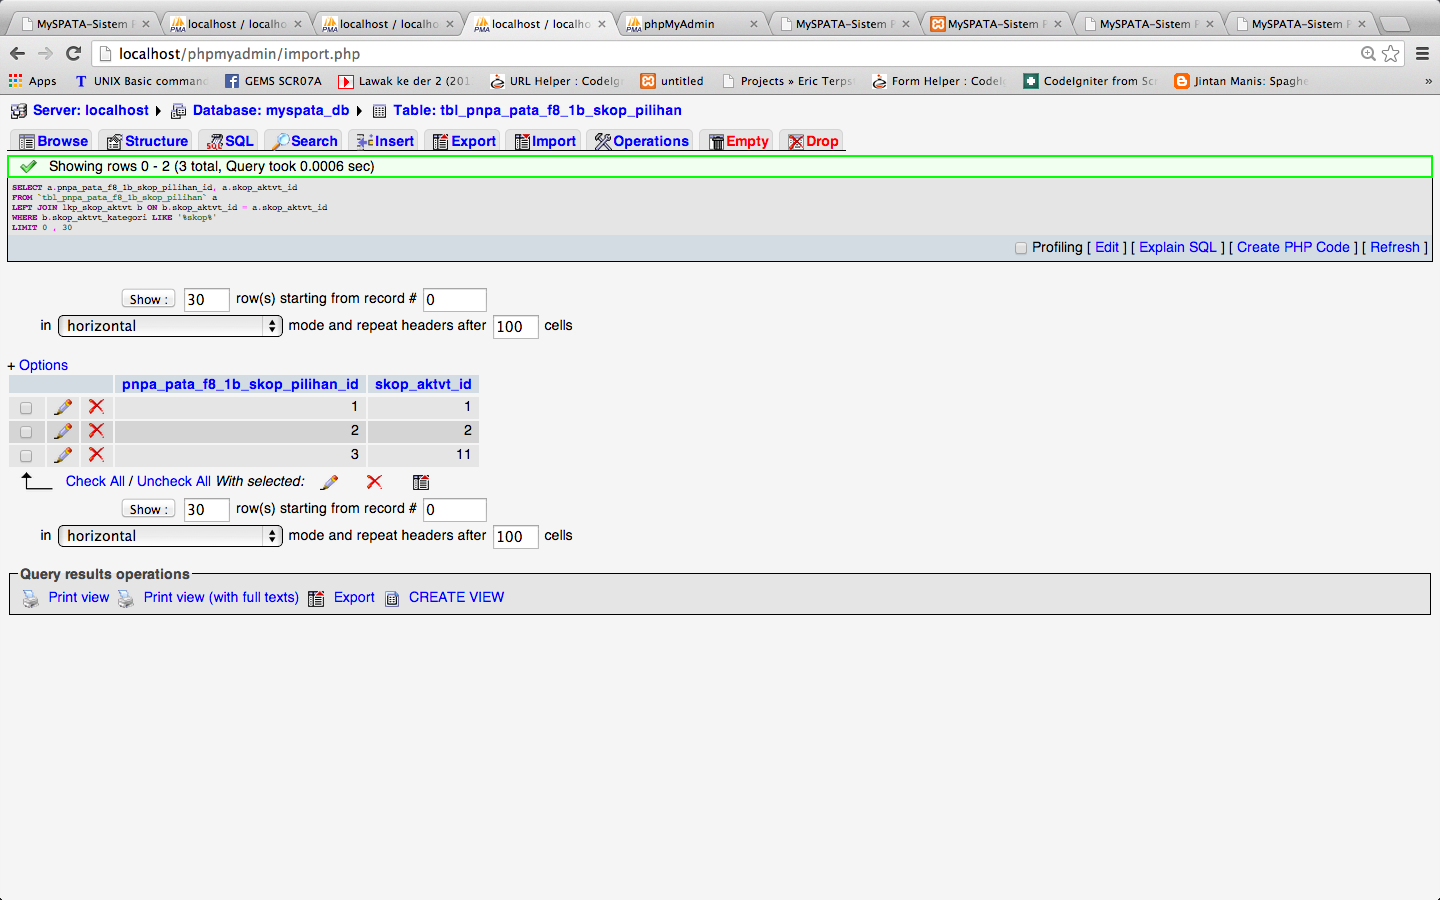 MySPATA-Sistem P
localhost / localho
localhost / localho
localhost / localho
phpMyAdmin
MySPATA-Sistem P
MySPATA-Sistem P
MySPATA-Sistem P
MySPATA-Sistem P
localhost/phpmyadmin/import.php
Apps
UNIX Basic comman
GEMS SCR07A
Lawak ke der 2 (201
URL Helper : CodeIg
untitled
Projects » Eric Terps
Form Helper : Codel
CodeIgniter from Scr
Jintan Manis: Spaghe
»
Server: localhost Database: myspata_db Table: tbl_pnpa_pata_f8_1b_skop_pilihan
Browse Structure SQL Search Insert Export Import Operations Empty Drop
Showing rows 0 - 2 (3 total, Query took 0.0006 sec)
SELECT a.pnpa_pata_f8_1b_skop_pilihan_id, a.skop_aktvt_id
FROM `tbl_pnpa_pata_f8_1b_skop_pilihan` a
LEFT JOIN lkp_skop_aktvt b ON b.skop_aktvt_id = a.skop_aktvt_id
WHERE b.skop_aktvt_kategori LIKE '%skop%'
LIMIT 0 , 30
Profiling [ Edit ] [ Explain SQL ] [ Create PHP Code ] [ Refresh ]
Show : 30 row(s) starting from record # 0
in horizontal mode and repeat headers after 100 cells
+ Options
pnpa_pata_f8_1b_skop_pilihan_id skop_aktvt_id
1 1
2 2
3 11
Check All / Uncheck All With selected:
Show : 30 row(s) starting from record # 0
in horizontal mode and repeat headers after 100 cells
Query results operations
Print view Print view (with full texts) Export CREATE VIEW